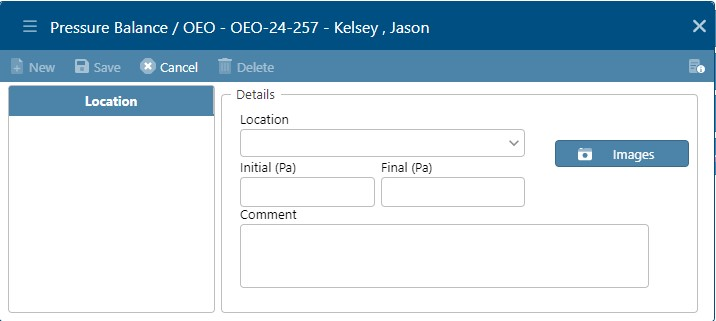 Pressure Balance / OEO - OEO-24-257 - Kelsey , Jason
New Save Cancel Delete
Location
Details
Location
Images
Initial (Pa) Final (Pa)
Comment